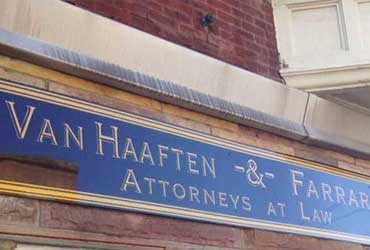 Van Haaften -&- Farrar
Attorneys at Law